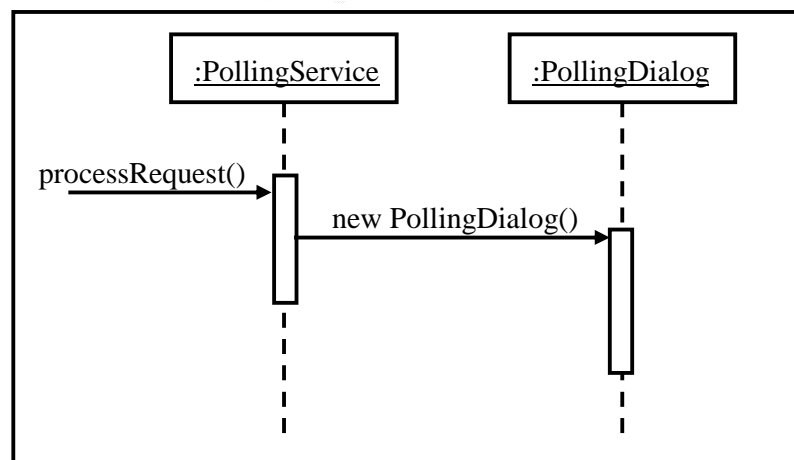 :PollingService
:PollingDialog
processRequest()
new PollingDialog()